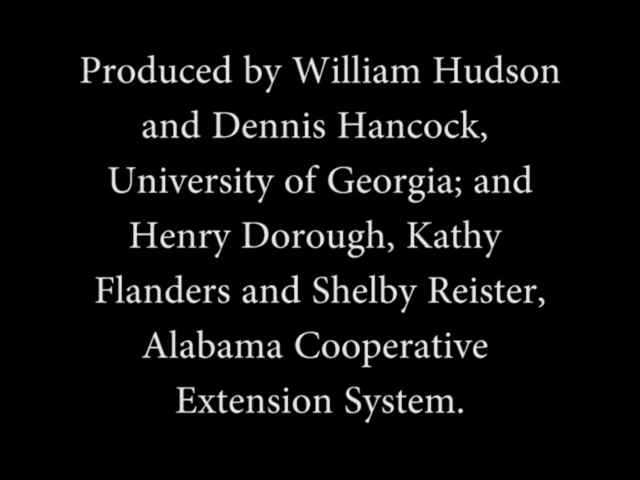 Produced by William Hudson
and Dennis Hancock,
University of Georgia; and
Henry Dorough, Kathy
Flanders and Shelby Reister,
Alabama Cooperative
Extension System.